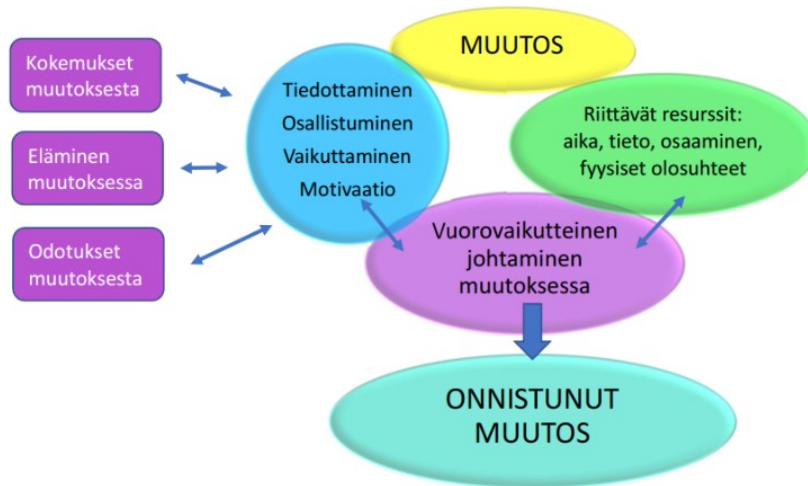 MUUTOS
Kokemukset
muutoksesta
Eläminen
muutoksessa
Odotukset
muutoksesta
Tiedottaminen
Osallistuminen
Vaikuttaminen
Motivaatio
Riittävät resurssit:
aika, tieto, osaaminen,
fyysiset olosuhteet
Vuorovaikutteinen
johtaminen
muutoksessa
ONNISTUNUT
MUUTOS